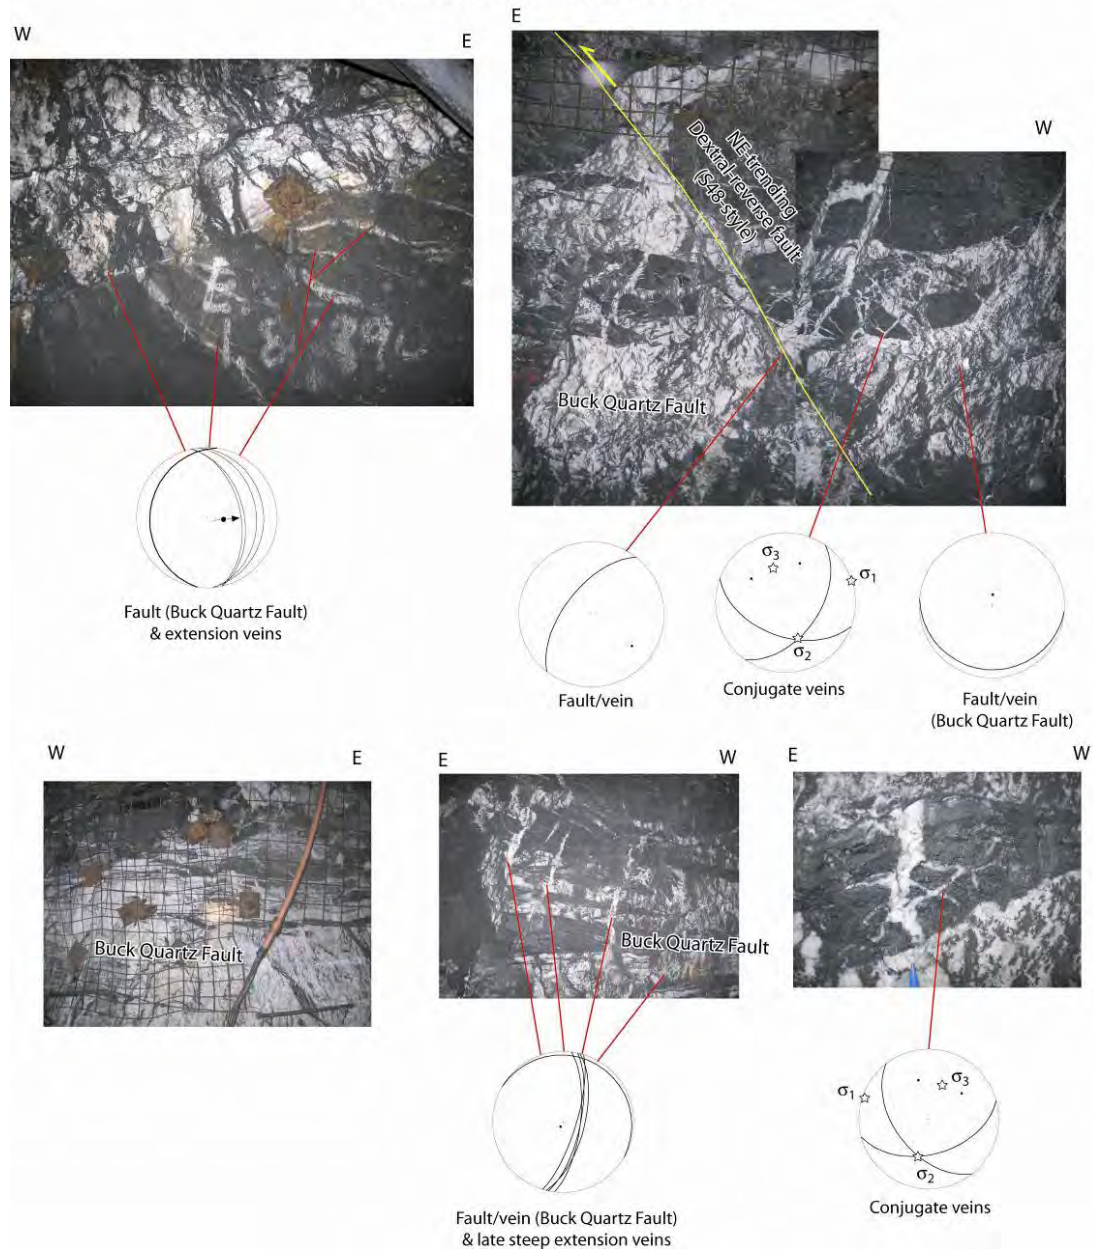 W
E
E
W
NE-trending
Dextral-reverse fault
(S48-style)
Buck Quartz Fault
Fault (Buck Quartz Fault)
& extension veins
σ3
σ1
σ2
Fault/vein
Conjugate veins
Fault/vein
(Buck Quartz Fault)
W
E
E
W
E
W
Buck Quartz Fault
Buck Quartz Fault
σ1
σ3
σ2
Fault/vein (Buck Quartz Fault)
& late steep extension veins
Conjugate veins